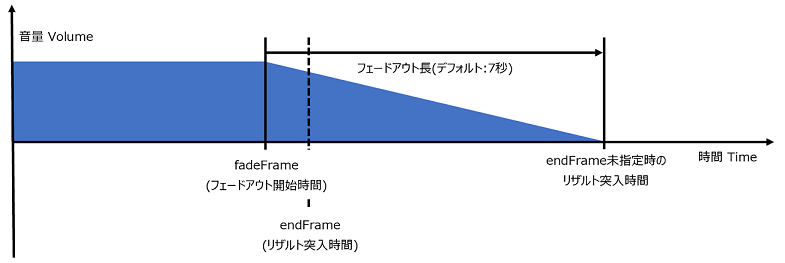 音量 Volume
フェードアウト長(デフォルト:7秒)
fadeFrame
(フェードアウト開始時間)
endFrame未指定時の
リザルト突入時間
時間 Time
endFrame
(リザルト突入時間)